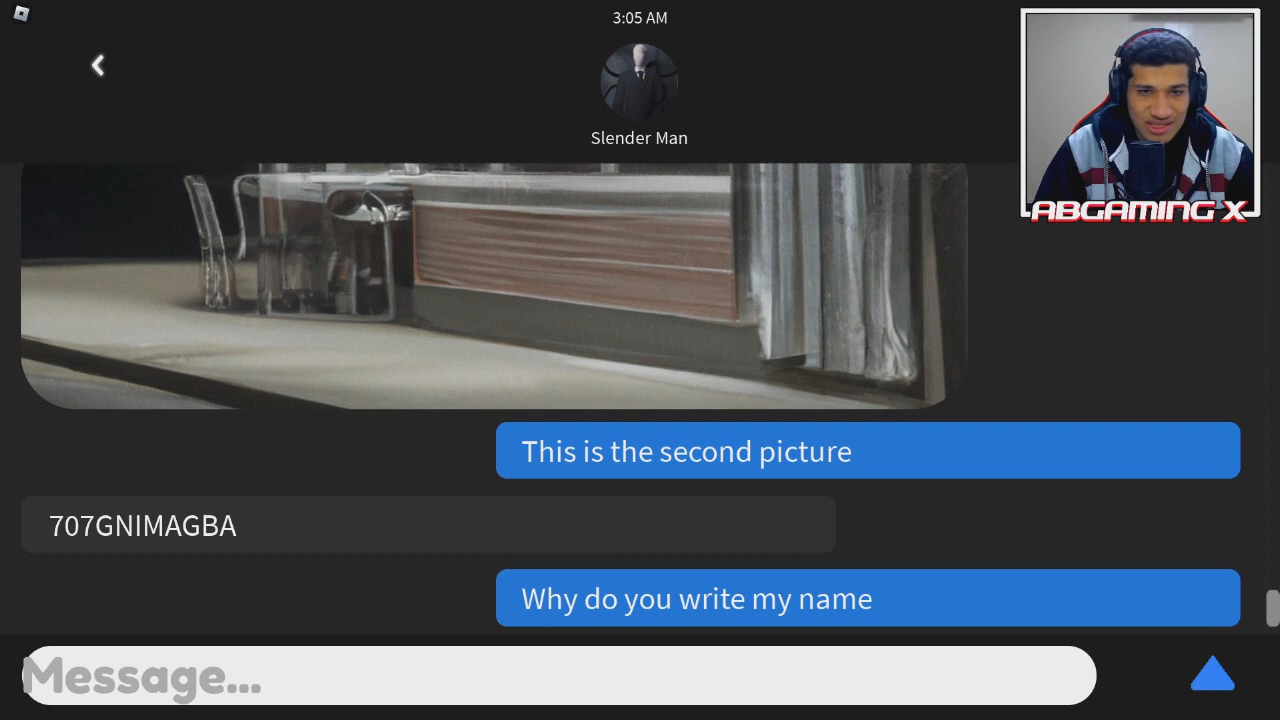 3:05 AM
Slender Man
ABGAMING X
This is the second picture
707GNIMAGBA
Why do you write my name
Message...